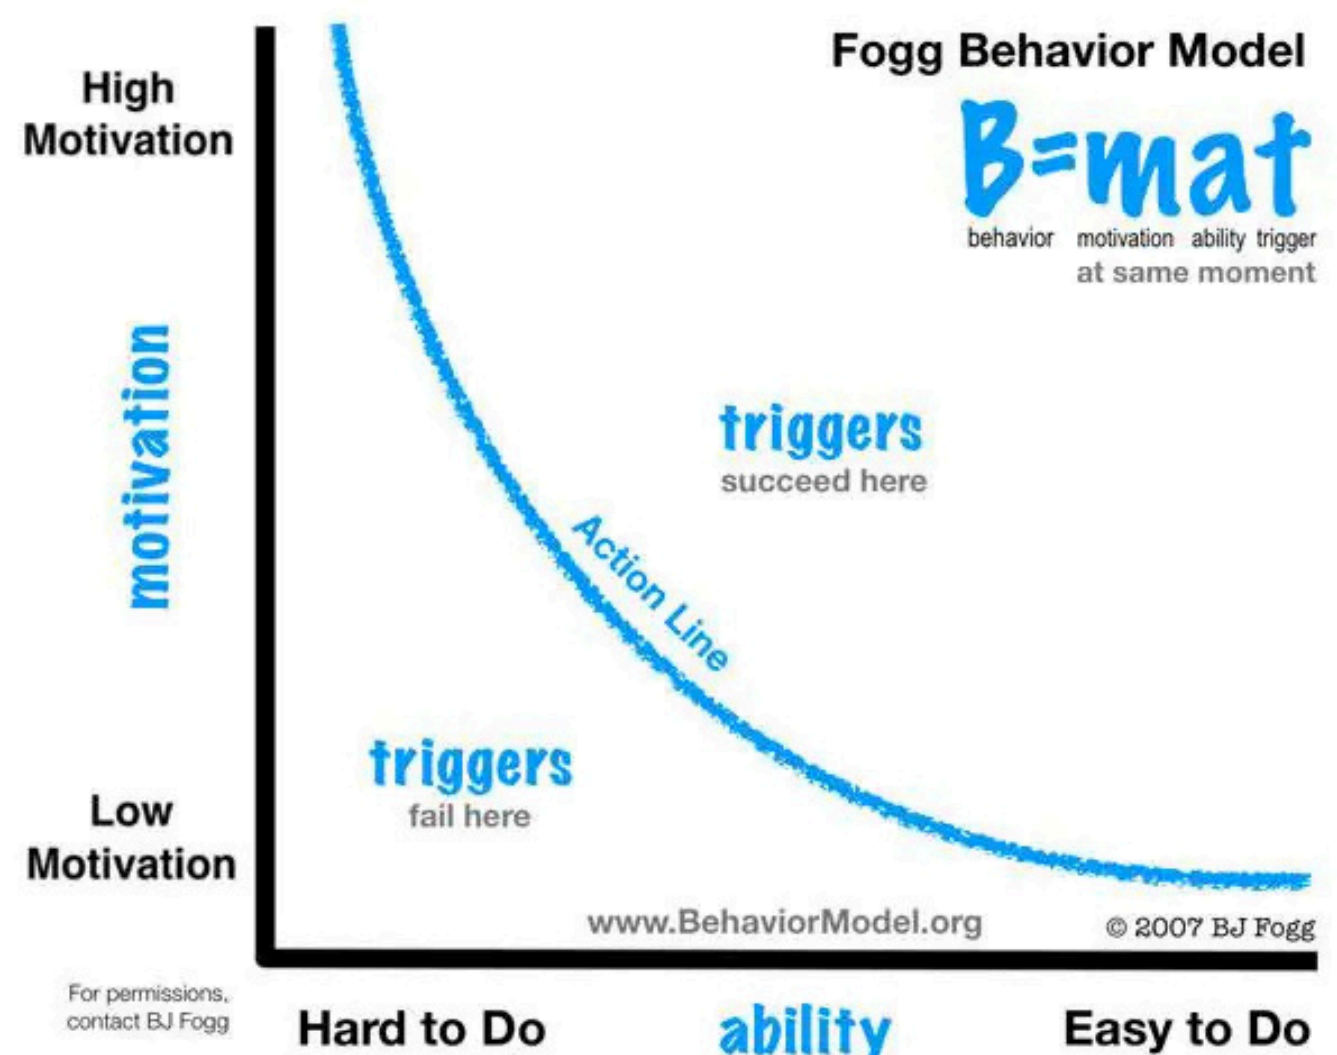 Fogg Behavior Model
B=mat
behavior motivation ability trigger
at same moment
High
Motivation
motivation
triggers
succeed here
Action Line
triggers
fail here
Low
Motivation
www.BehaviorModel.org
© 2007 BJ Fogg
For permissions,
contact BJ Fogg
Hard to Do
ability
Easy to Do